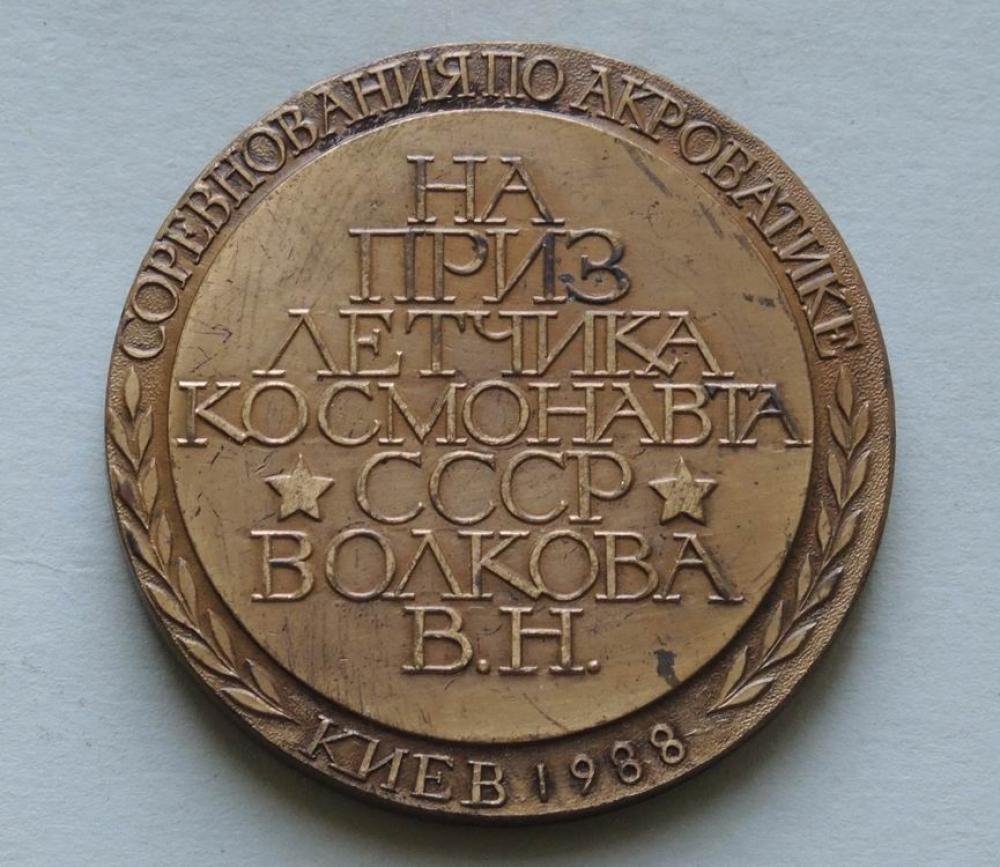 СОРЕВНОВАНИЯ ПО АКРОБАТИКЕ
НА
ПРИЗ
ЛЕТЧИКА
КОСМОНАВТА
СССР
ВОЛКОВА
В.Н.
КИЕВ 1988